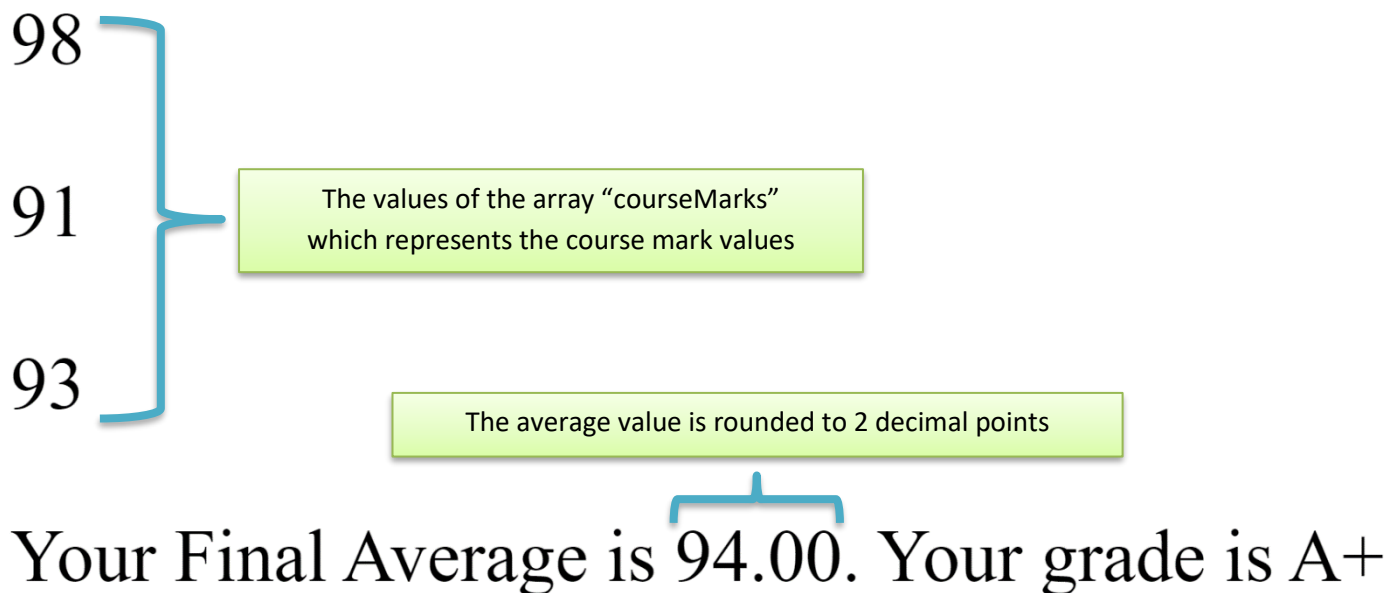 98
91
The values of the array “courseMarks”
which represents the course mark values
93
The average value is rounded to 2 decimal points
Your Final Average is 94.00. Your grade is A+